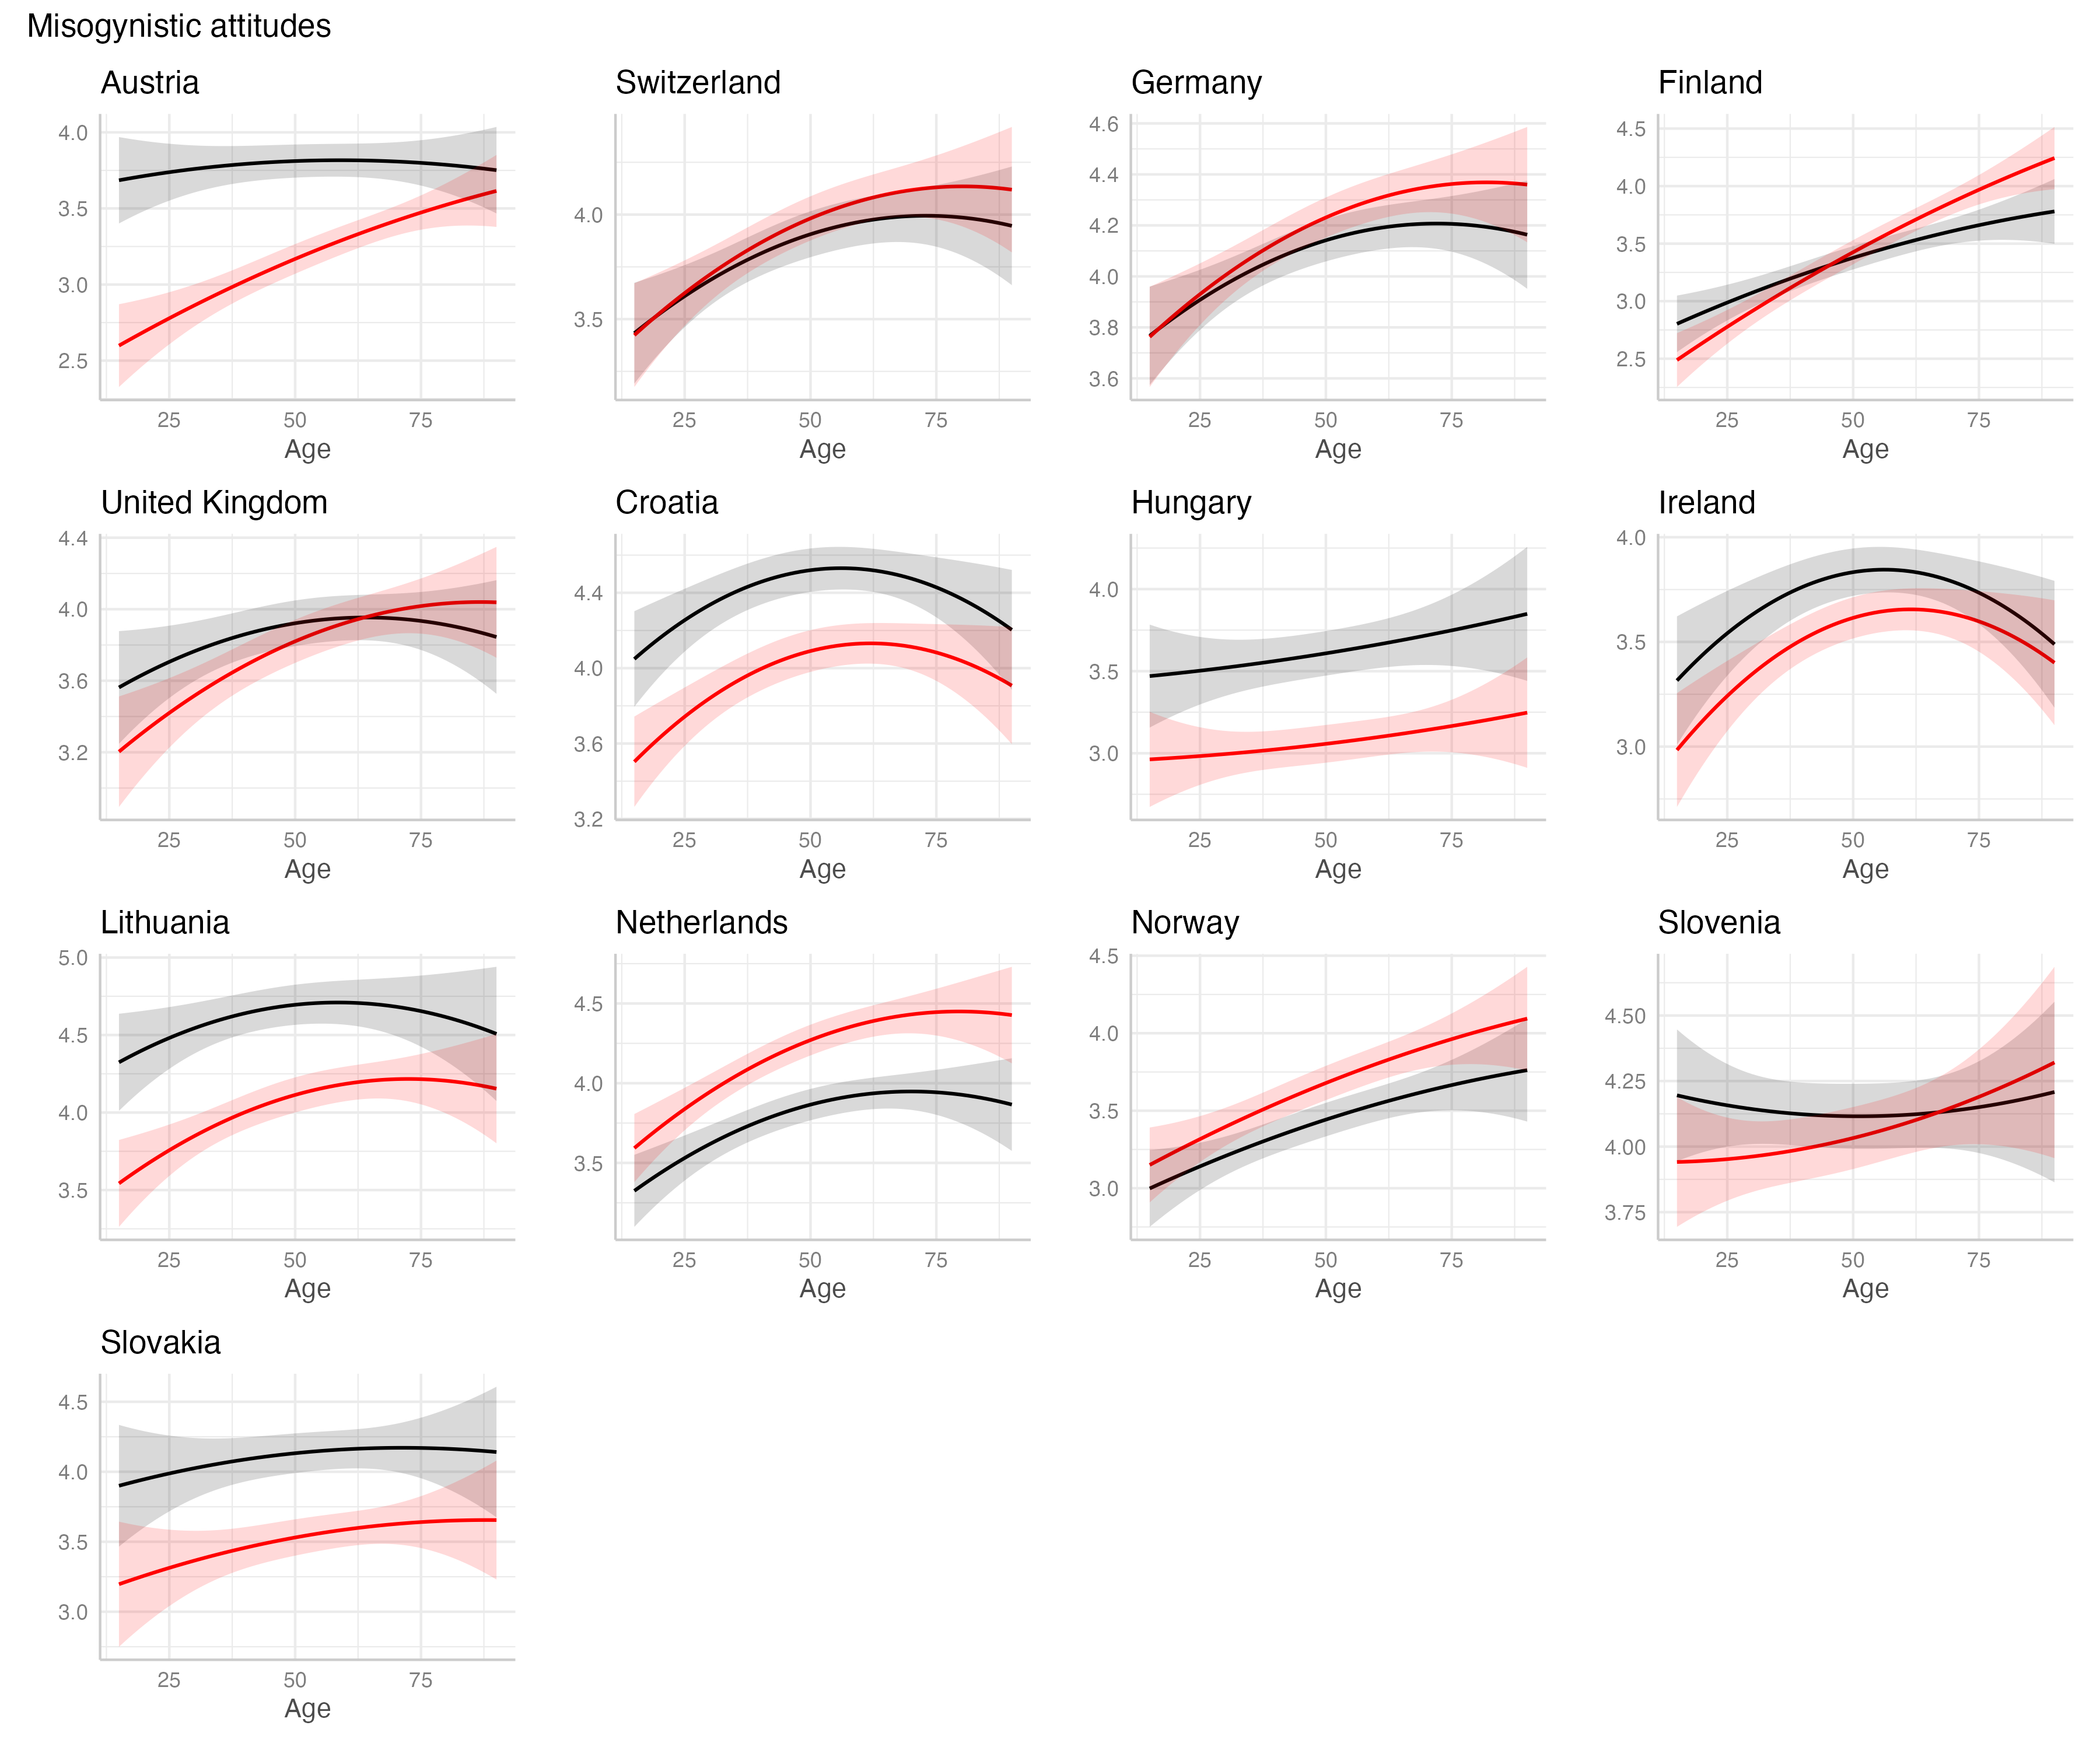 Misogynistic attitudes
Austria
4.0
3.5
3.0
2.5
25 50 75
Age
Switzerland
4.0
3.5
25 50 75
Age
Germany
4.6
4.4
4.2
4.0
3.8
3.6
25 50 75
Age
Finland
4.5
4.0
3.5
3.0
2.5
25 50 75
Age
United Kingdom
4.4
4.0
3.6
3.2
25 50 75
Age
Croatia
4.4
4.0
3.6
3.2
25 50 75
Age
Hungary
4.0
3.5
3.0
25 50 75
Age
Ireland
4.0
3.5
3.0
25 50 75
Age
Lithuania
5.0
4.5
4.0
3.5
25 50 75
Age
Netherlands
4.5
4.0
3.5
25 50 75
Age
Norway
4.5
4.0
3.5
3.0
25 50 75
Age
Slovenia
4.50
4.25
4.00
3.75
25 50 75
Age
Slovakia
4.5
4.0
3.5
3.0
25 50 75
Age